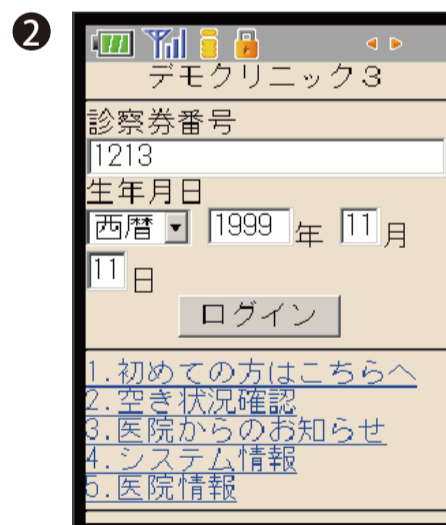 ❷
デモクリニック3
診察券番号
1213
生年月日
西暦 1999 年 11 月
11 日
ログイン
1.初めての方はこちらへ
2.空き状況確認
3.医院からのお知らせ
4.システム情報
5.医院情報